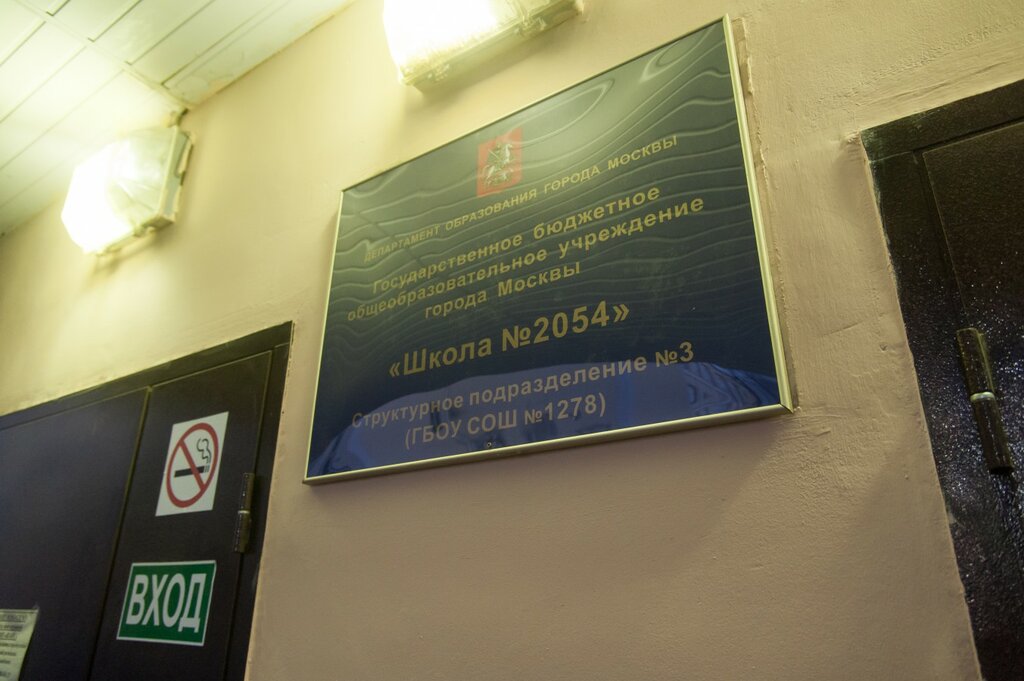 ДЕПАРТАМЕНТ ОБРАЗОВАНИЯ ГОРОДА МОСКВЫ
Государственное бюджетное
общеобразовательное учреждение
города Москвы
«Школа №2054»
Структурное подразделение №3
(ГБОУ СОШ №1278)
ВХОД